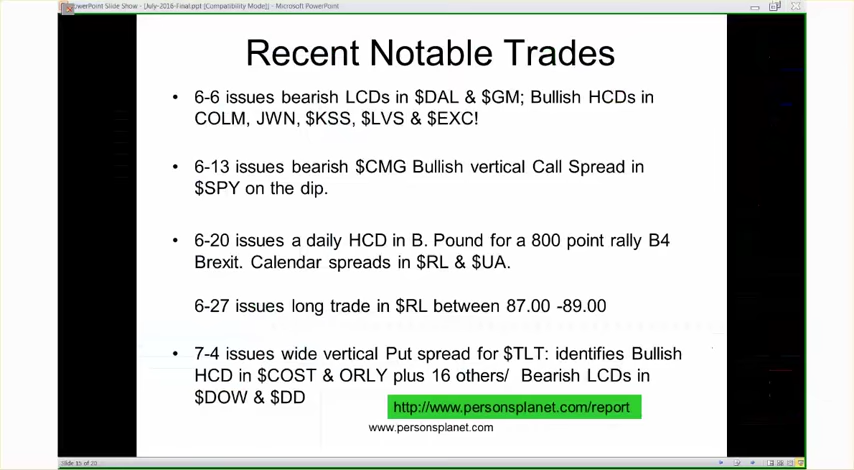 PowerPoint Slide Show - [July-2016-Final.ppt [Compatibility Mode]] - Microsoft PowerPoint
Recent Notable Trades
• 6-6 issues bearish LCDs in $DAL & $GM; Bullish HCDs in
COLM, JWN, $KSS, $LVS & $EXC!
• 6-13 issues bearish $CMG Bullish vertical Call Spread in
$SPY on the dip.
• 6-20 issues a daily HCD in B. Pound for a 800 point rally B4
Brexit. Calendar spreads in $RL & $UA.
6-27 issues long trade in $RL between 87.00 -89.00
• 7-4 issues wide vertical Put spread for $TLT: identifies Bullish
HCD in $COST & ORLY plus 16 others/ Bearish LCDs in
$DOW & $DD
http://www.personsplanet.com/report
www.personsplanet.com
Slide 15 of 20